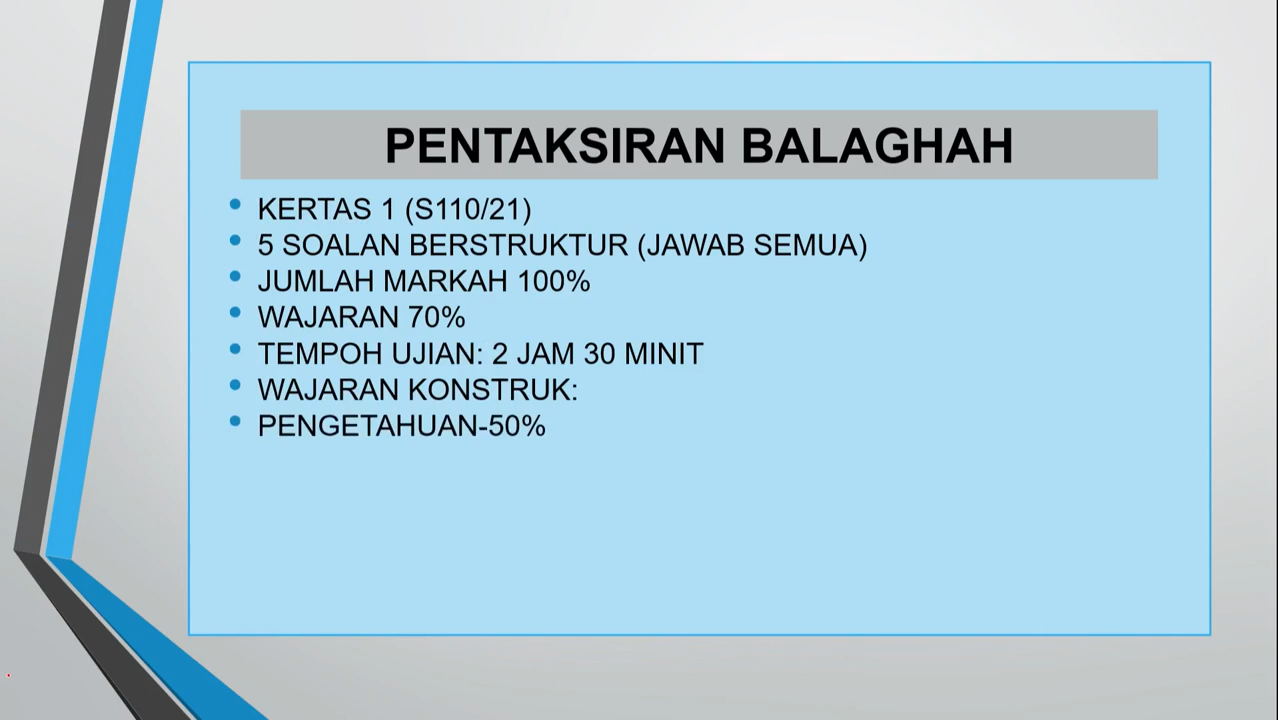 PENTAKSIRAN BALAGHAH
• KERTAS 1 (S110/21)
• 5 SOALAN BERSTRUKTUR (JAWAB SEMUA)
• JUMLAH MARKAH 100%
• WAJARAN 70%
• TEMPOH UJIAN: 2 JAM 30 MINIT
• WAJARAN KONSTRUK:
• PENGETAHUAN-50%